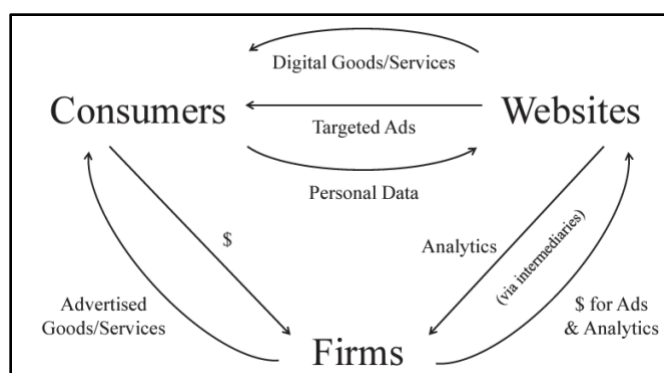 Digital Goods/Services
Consumers
Websites
Targeted Ads
Personal Data
$
Analytics
(via intermediaries)
Advertised
Goods/Services
$ for Ads
& Analytics
Firms